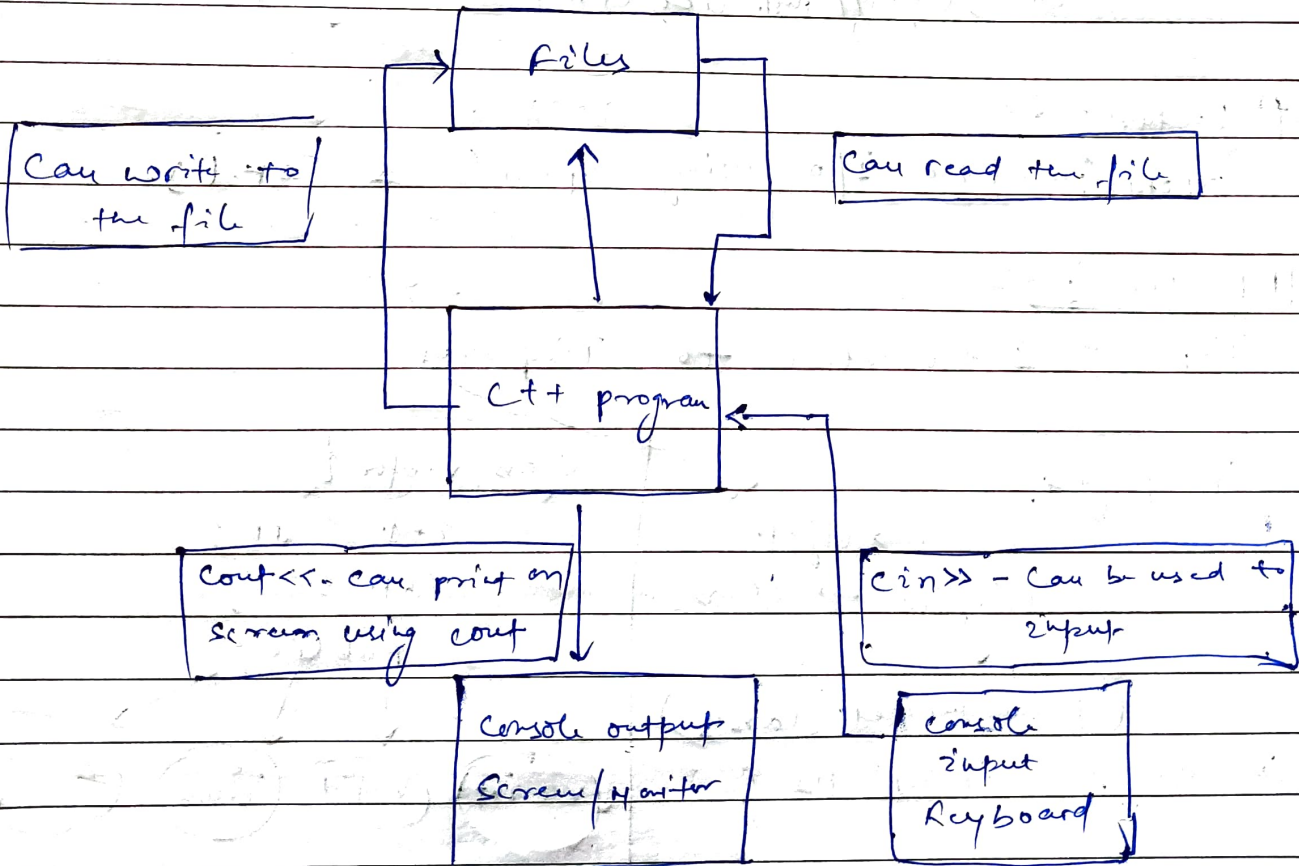 Files
Can write to
the file
Can read the file
C++ program
Cout<<- Can print on
screen using cout
cin>> - Can be used to
input
Console output
Screen/Monitor
console
input
Keyboard